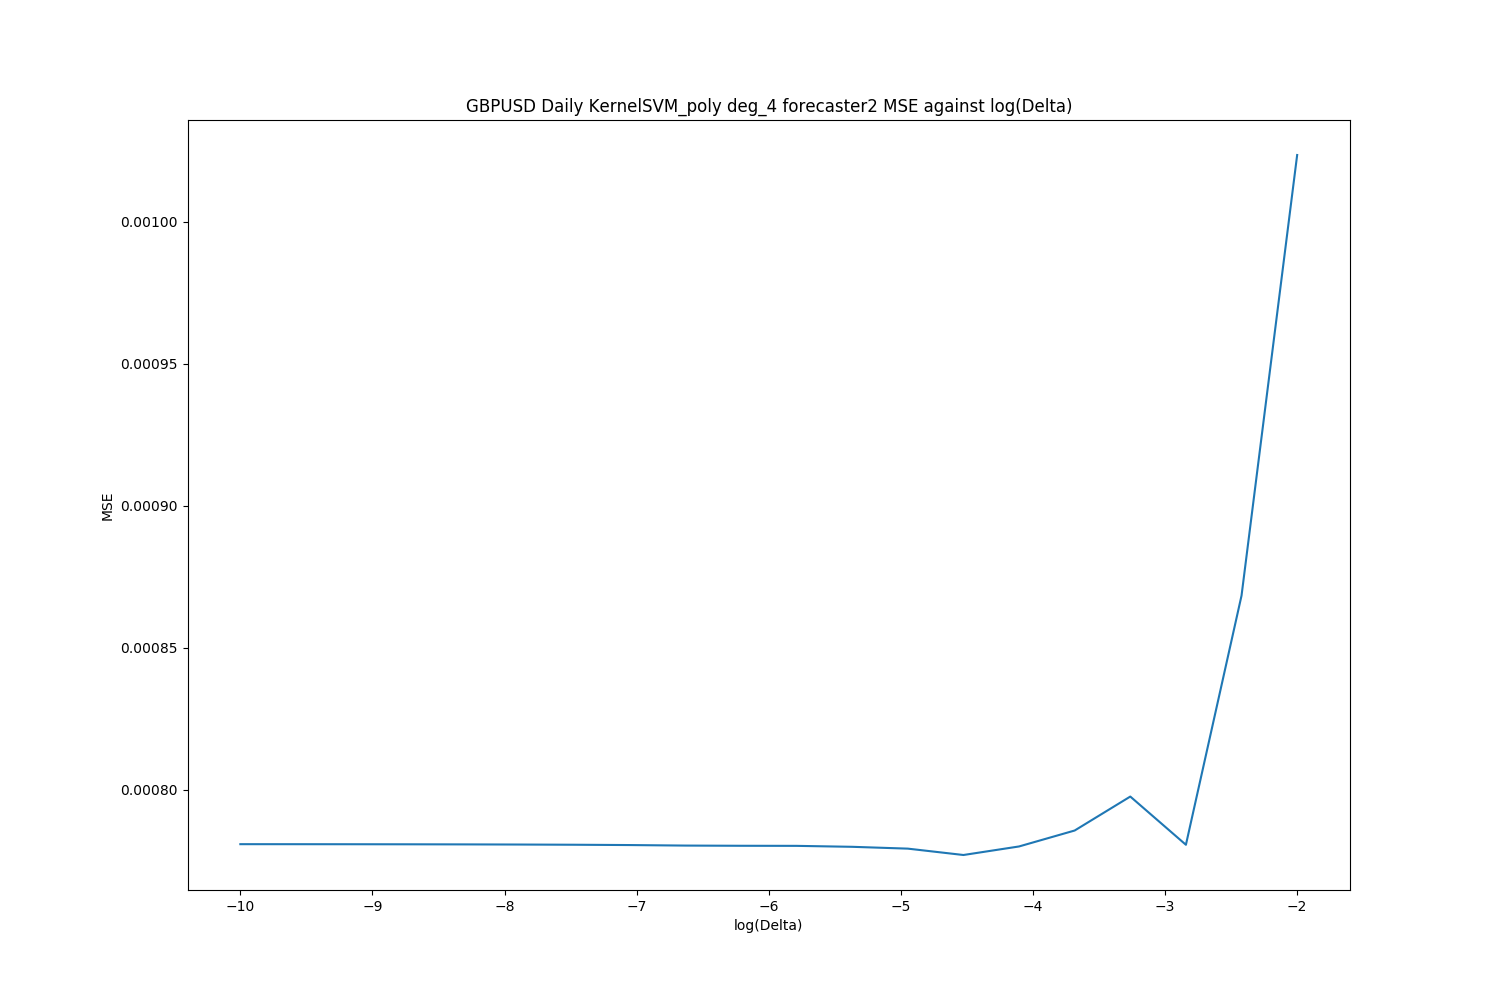 GBPUSD Daily KernelSVM_poly deg_4 forecaster2 MSE against log(Delta)
0.00100
0.00095
0.00090
MSE
0.00085
0.00080
−10 −9 −8 −7 −6 −5 −4 −3 −2
log(Delta)